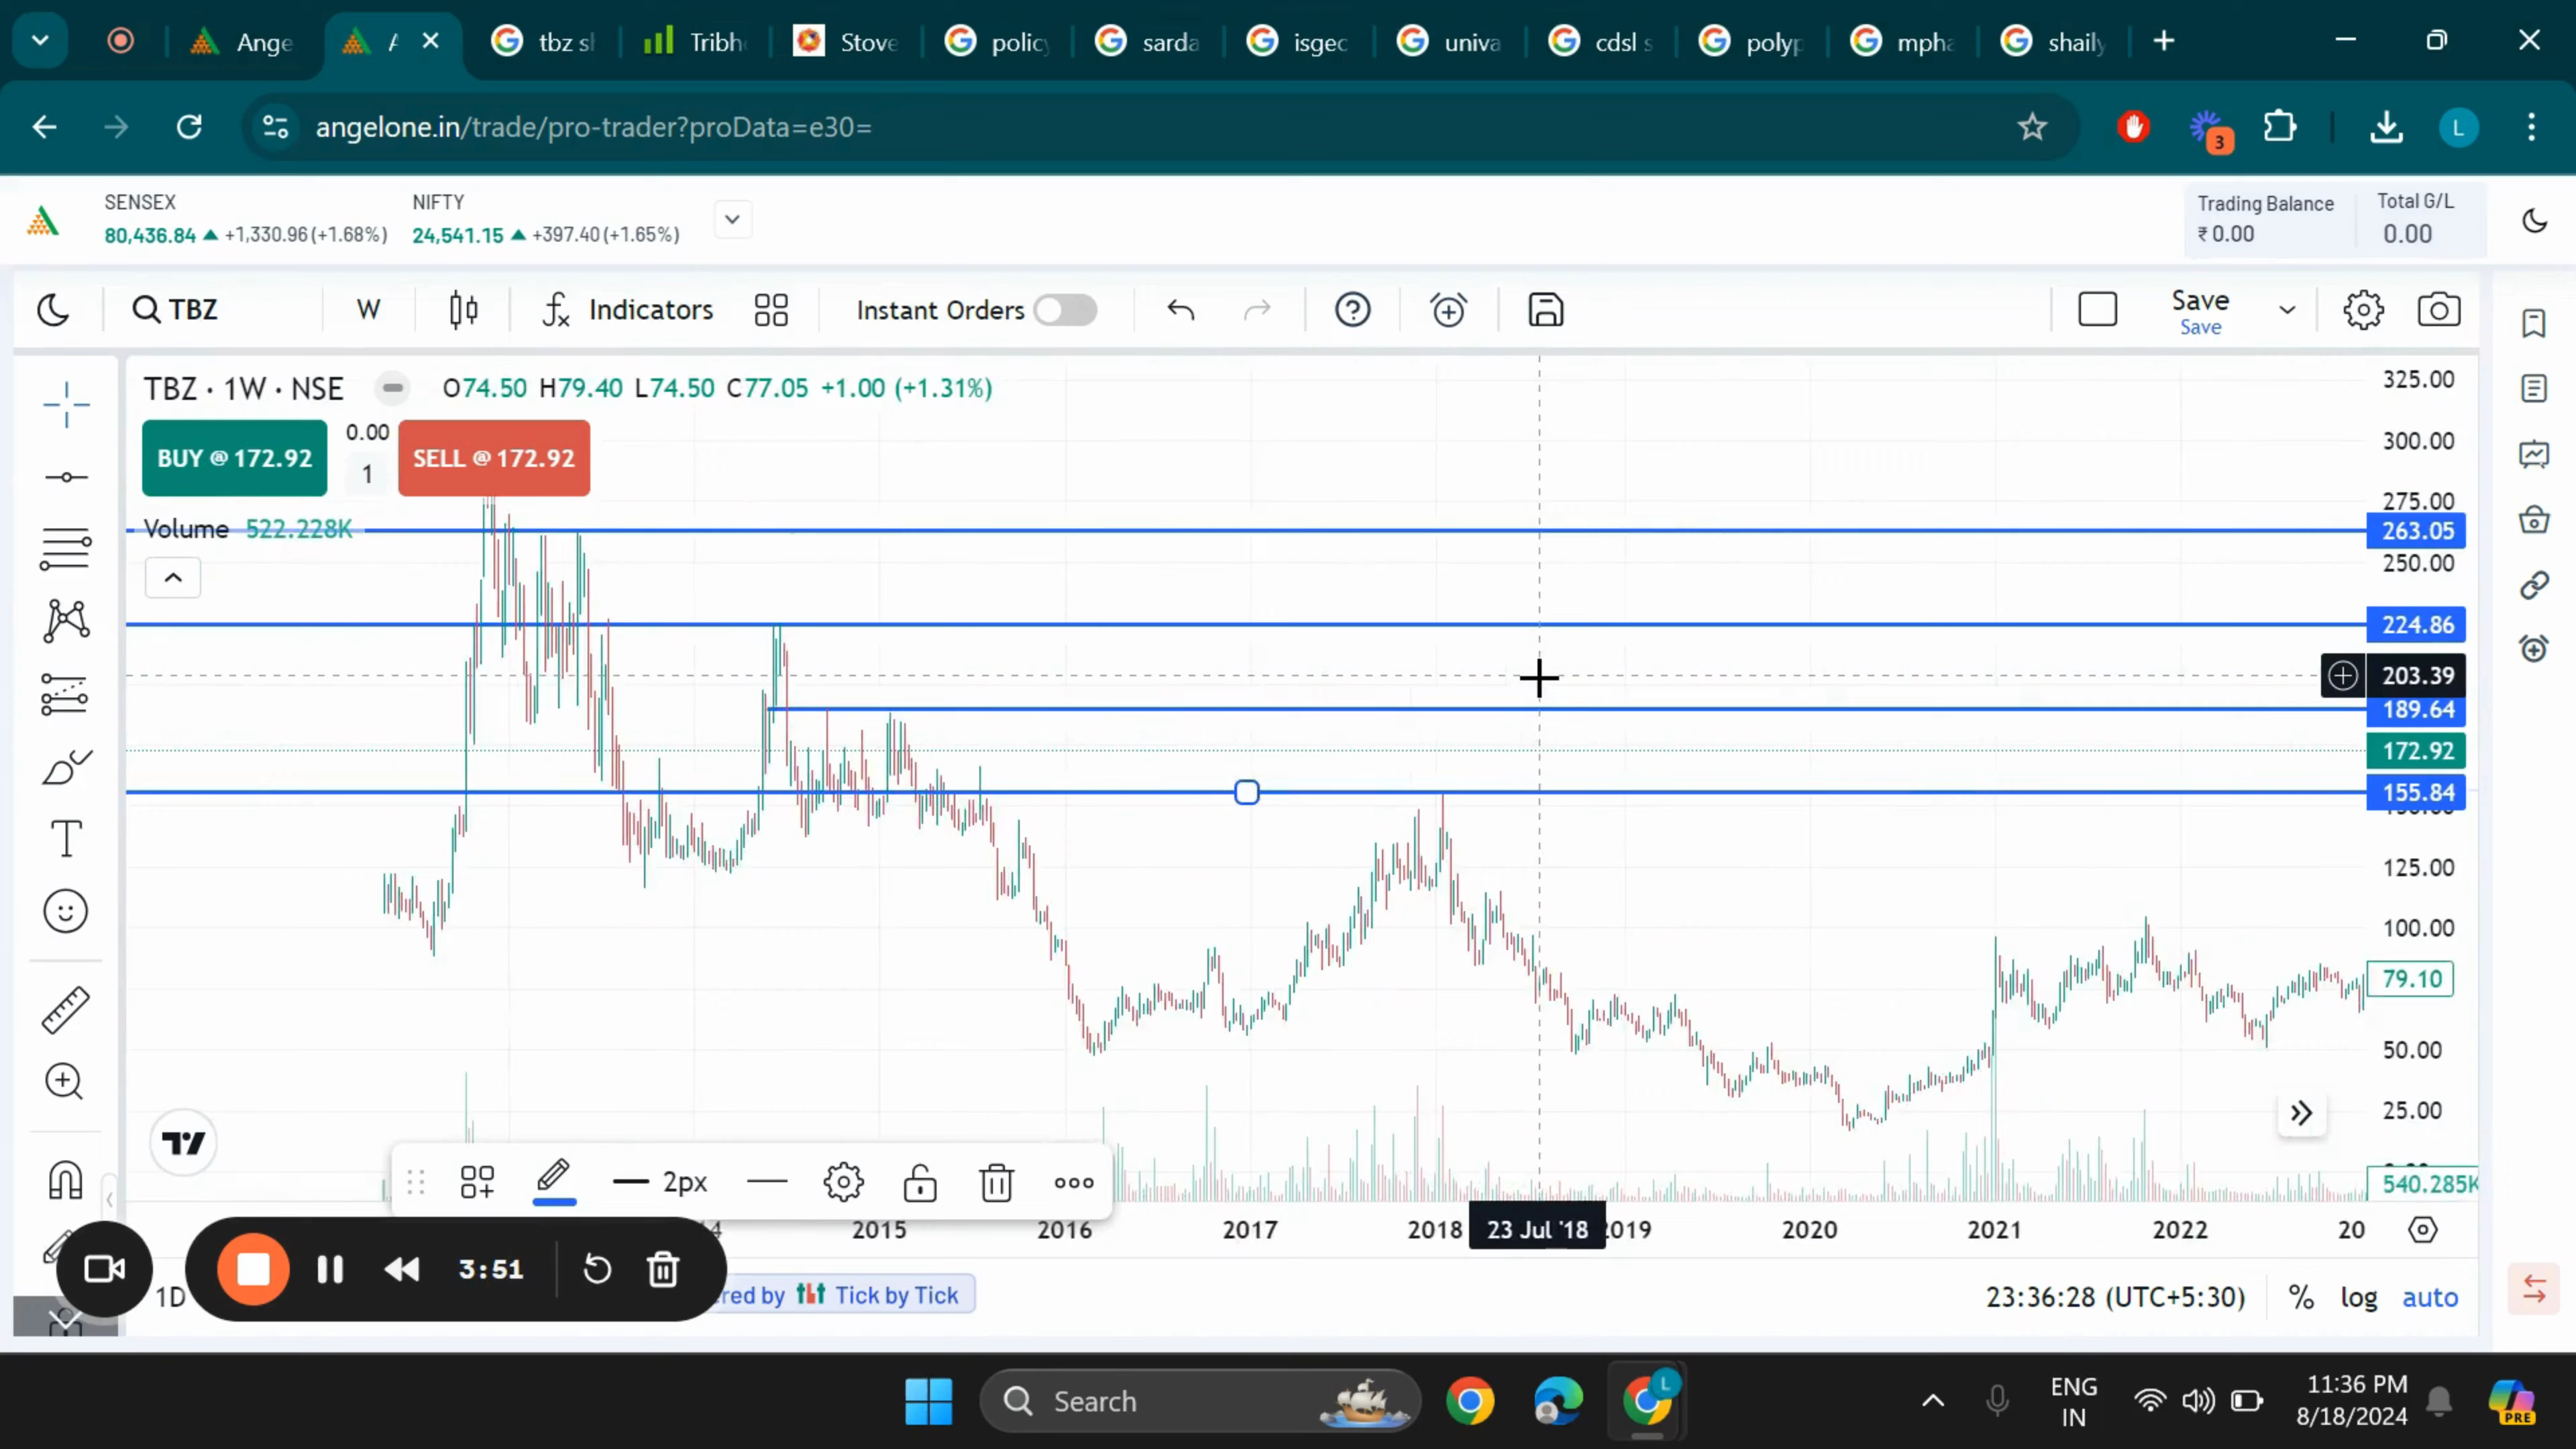 Ange
A
tbz sl
Tribh
Stove
policy
sarda
isgec
univa
cdsl s
polyp
mpha
shaily
angelone.in/trade/pro-trader?proData=e30=
3
L
SENSEX
80,436.84 +1,330.96(+1.68%)
NIFTY
24,541.15 +397.40(+1.65%)
Trading Balance
₹0.00
Total G/L
0.00
TBZ
W
Indicators
Instant Orders
Save
Save
TBZ · 1W · NSE O74.50 H79.40 L74.50 C77.05 +1.00 (+1.31%)
BUY @ 172.92
0.00
1
SELL @ 172.92
Volume 522.228K
325.00
300.00
275.00
263.05
250.00
224.86
203.39
189.64
172.92
155.84
125.00
100.00
79.10
50.00
25.00
540.285K
2px
2015
2016
2017
2018
23 Jul '18
2019
2020
2021
2022
20
3:51
1D
ered by Tick by Tick
23:36:28 (UTC+5:30)
%
log
auto
Search
L
ENG
IN
11:36 PM
8/18/2024
PRE